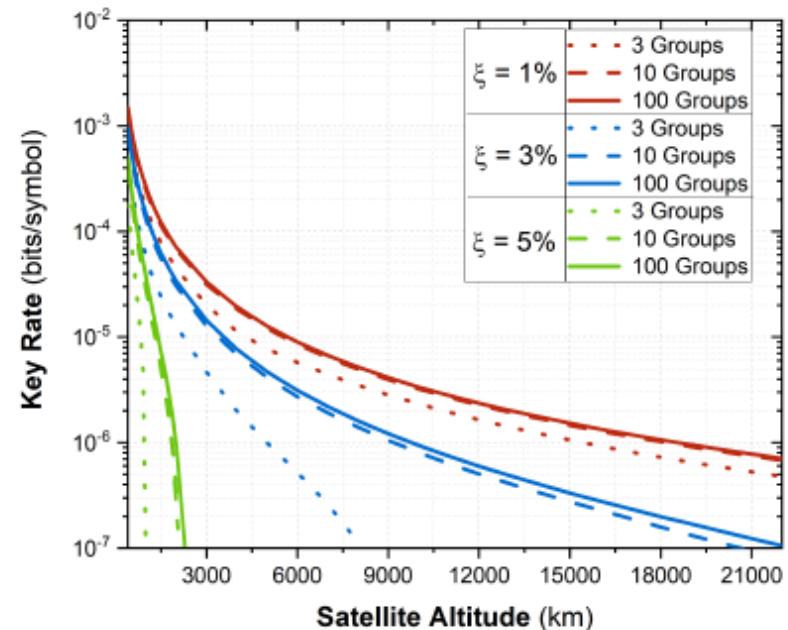 10^-2
10^-3
10^-4
10^-5
10^-6
10^-7
Key Rate (bits/symbol)
ξ = 1%
3 Groups
10 Groups
100 Groups
ξ = 3%
3 Groups
10 Groups
100 Groups
ξ = 5%
3 Groups
10 Groups
100 Groups
3000 6000 9000 12000 15000 18000 21000
Satellite Altitude (km)